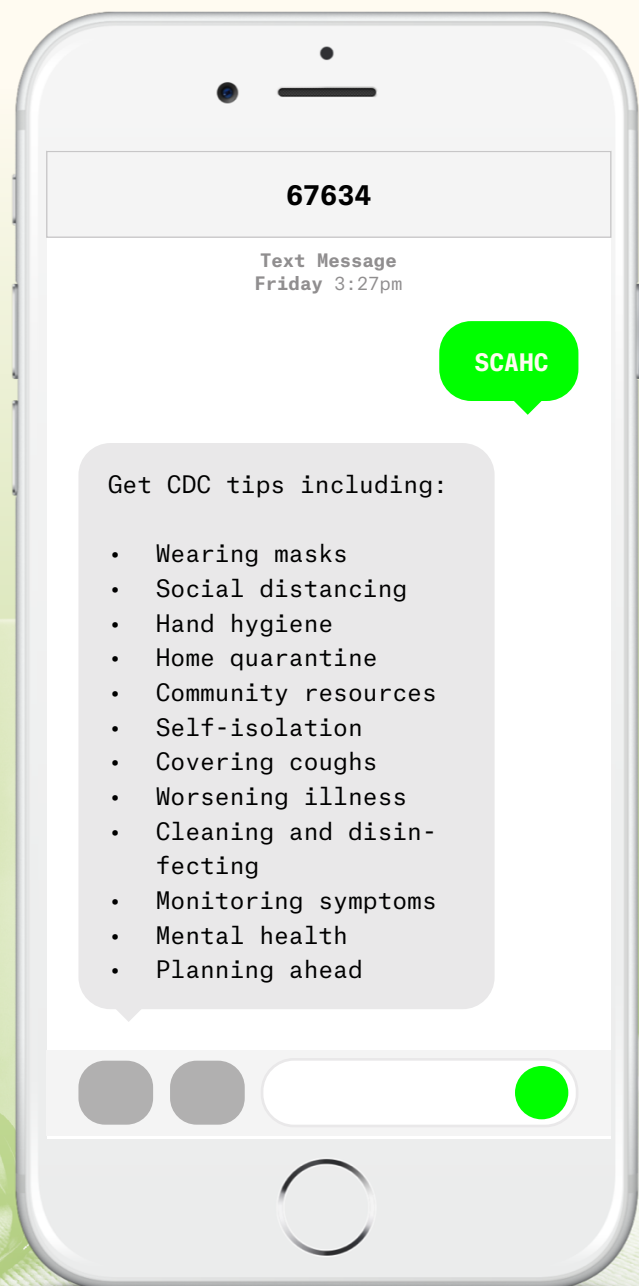 67634
Text Message
Friday 3:27pm
SCAHC
Get CDC tips including:
• Wearing masks
• Social distancing
• Hand hygiene
• Home quarantine
• Community resources
• Self-isolation
• Covering coughs
• Worsening illness
• Cleaning and disin-
fecting
• Monitoring symptoms
• Mental health
• Planning ahead